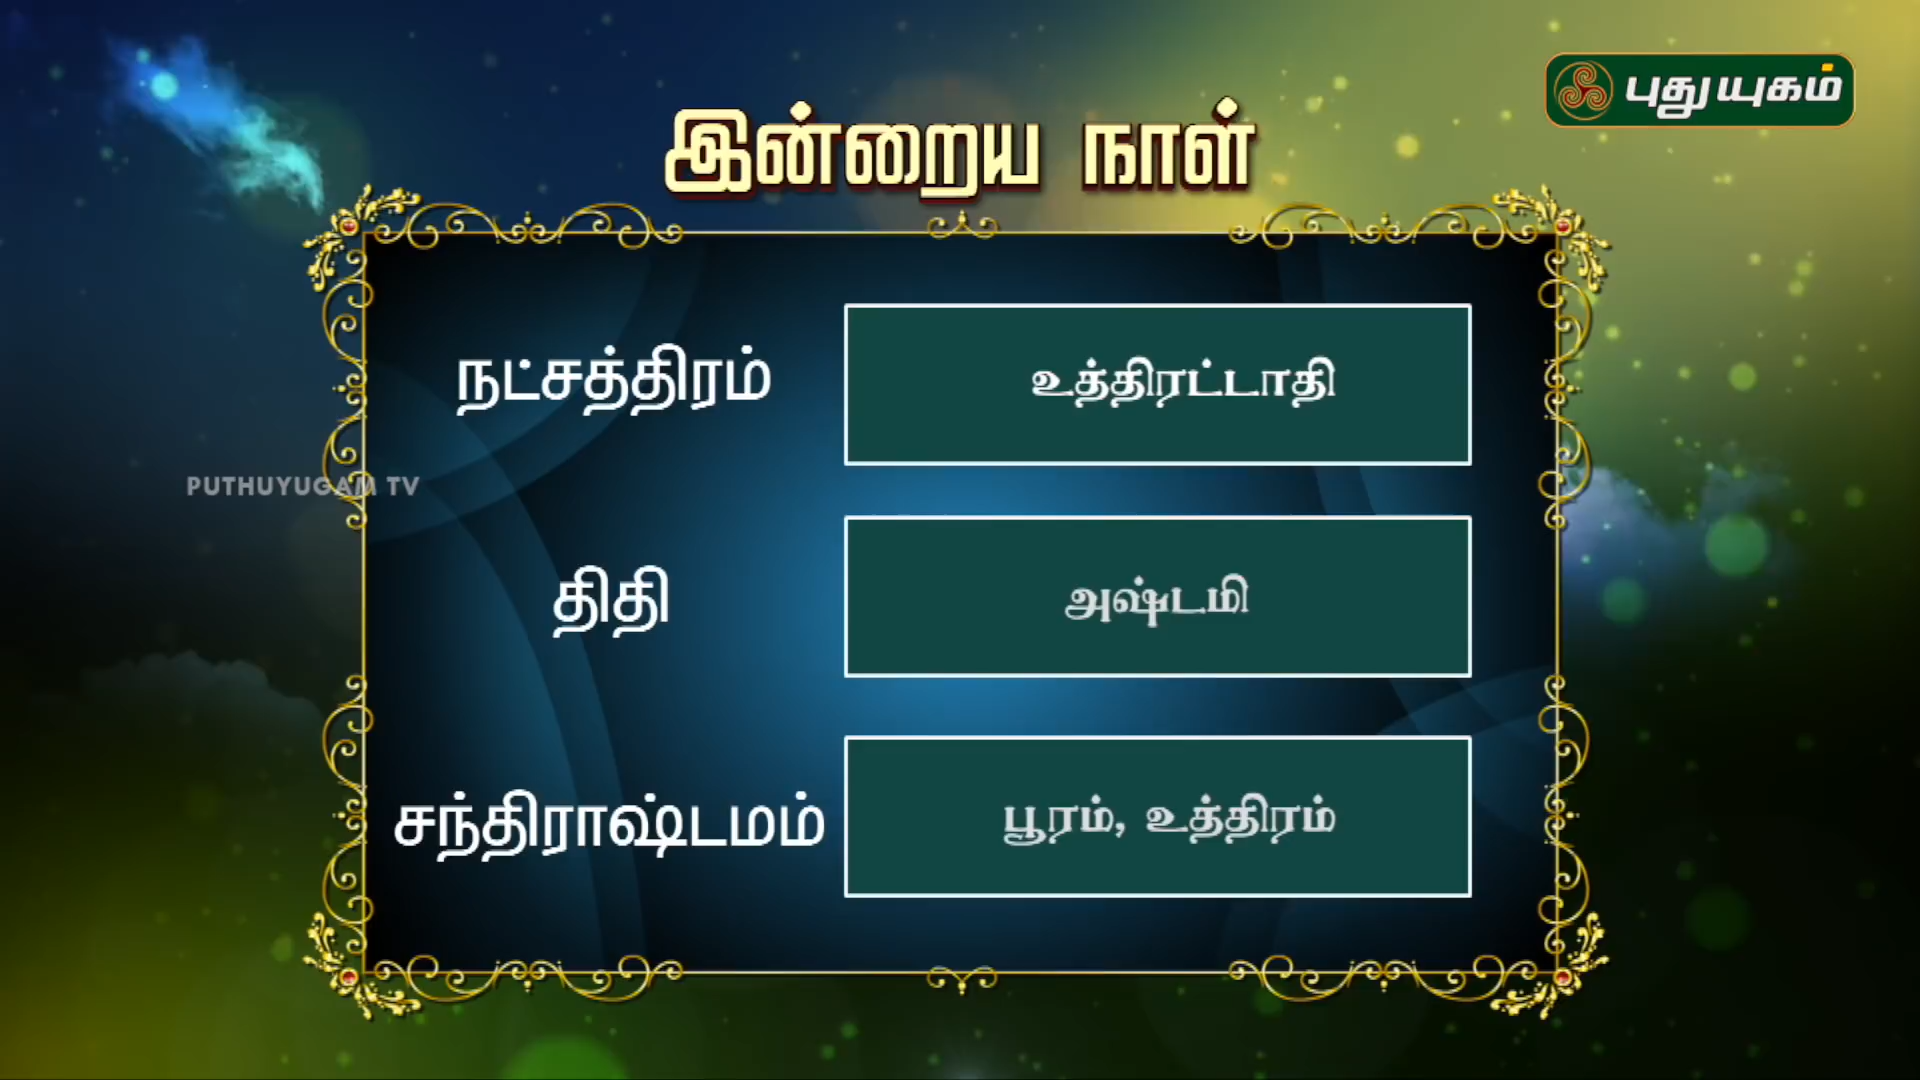 புதுயுகம்
இன்றைய நாள்
நட்சத்திரம் உத்திரட்டாதி
PUTHUYUGAM TV
திதி அஷ்டமி
சந்திராஷ்டமம் பூரம், உத்திரம்